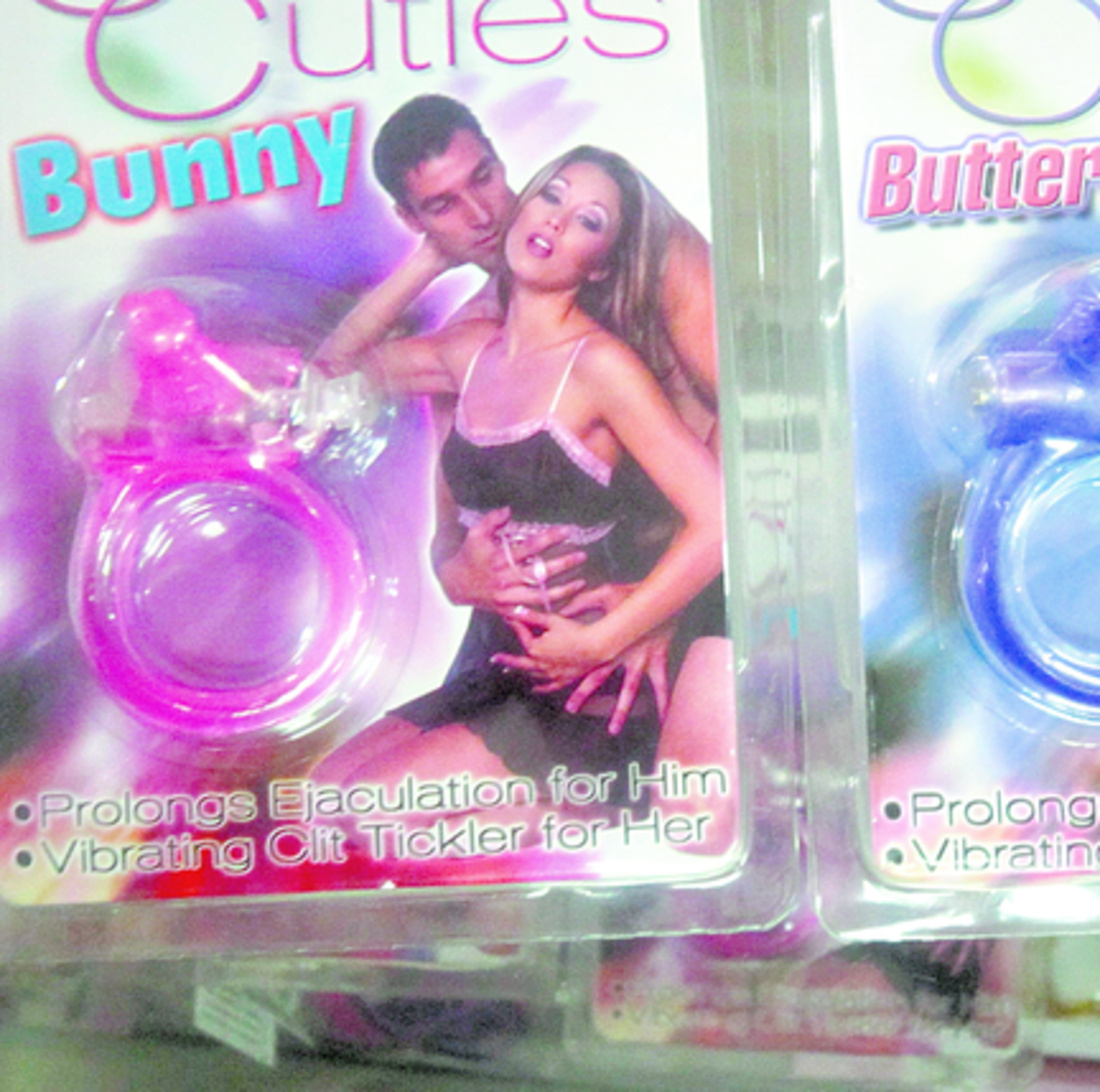 Cuties
Bunny
• Prolongs Ejaculation for Him
• Vibrating Clit Tickler for Her
Butter
• Prolong
• Vibratin